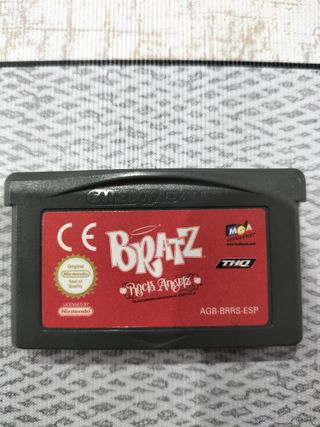 GAME BOY ADVANCE
CE
BRATZ
Rock Angelz
MGA
ENTERTAINMENT
THQ
Original
Nintendo
Seal of
Quality
LICENSED BY
Nintendo
AGB-BRRS-ESP